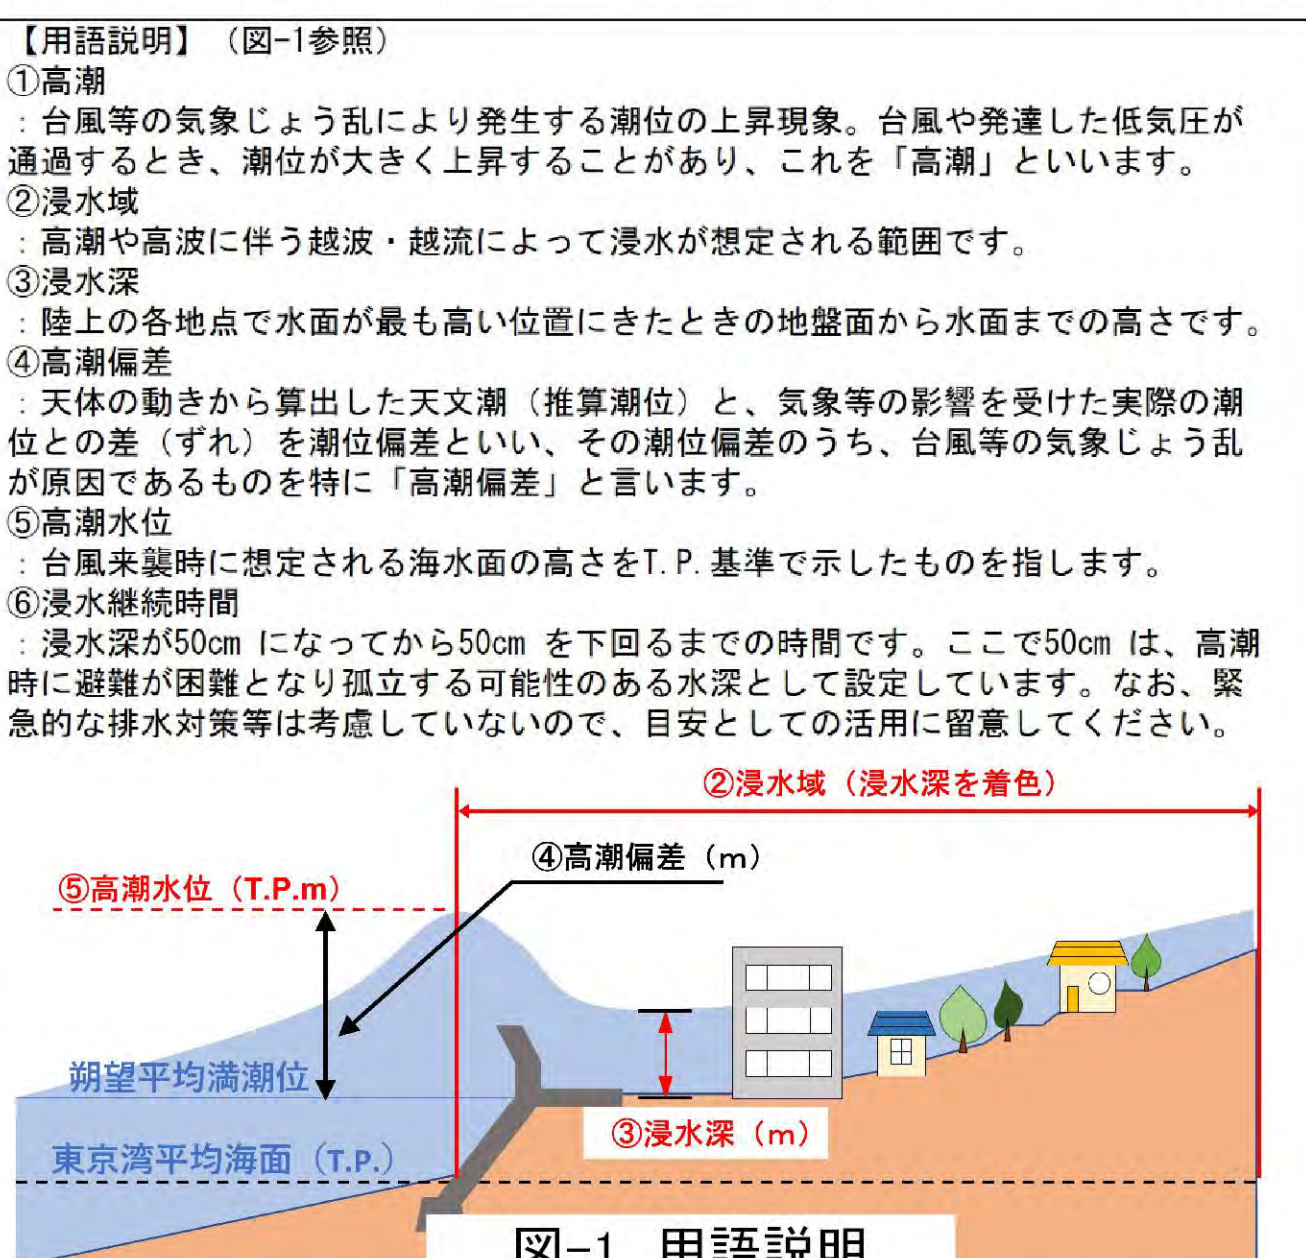 【用語説明】（図-1参照）
①高潮
：台風等の気象じょう乱により発生する潮位の上昇現象。台風や発達した低気圧が
通過するとき、潮位が大きく上昇することがあり、これを「高潮」といいます。
②浸水域
：高潮や高波に伴う越波・越流によって浸水が想定される範囲です。
③浸水深
：陸上の各地点で水面が最も高い位置にきたときの地盤面から水面までの高さです。
④高潮偏差
：天体の動きから算出した天文潮（推算潮位）と、気象等の影響を受けた実際の潮
位との差（ずれ）を潮位偏差といい、その潮位偏差のうち、台風等の気象じょう乱
が原因であるものを特に「高潮偏差」と言います。
⑤高潮水位
：台風来襲時に想定される海水面の高さをT.P.基準で示したものを指します。
⑥浸水継続時間
：浸水深が50cm になってから50cm を下回るまでの時間です。ここで50cm は、高潮
時に避難が困難となり孤立する可能性のある水深として設定しています。なお、緊
急的な排水対策等は考慮していないので、目安としての活用に留意してください。
②浸水域（浸水深を着色）
④高潮偏差（m）
⑤高潮水位（T.P.m）
朔望平均満潮位
③浸水深（m）
東京湾平均海面（T.P.）
図-1 用語説明